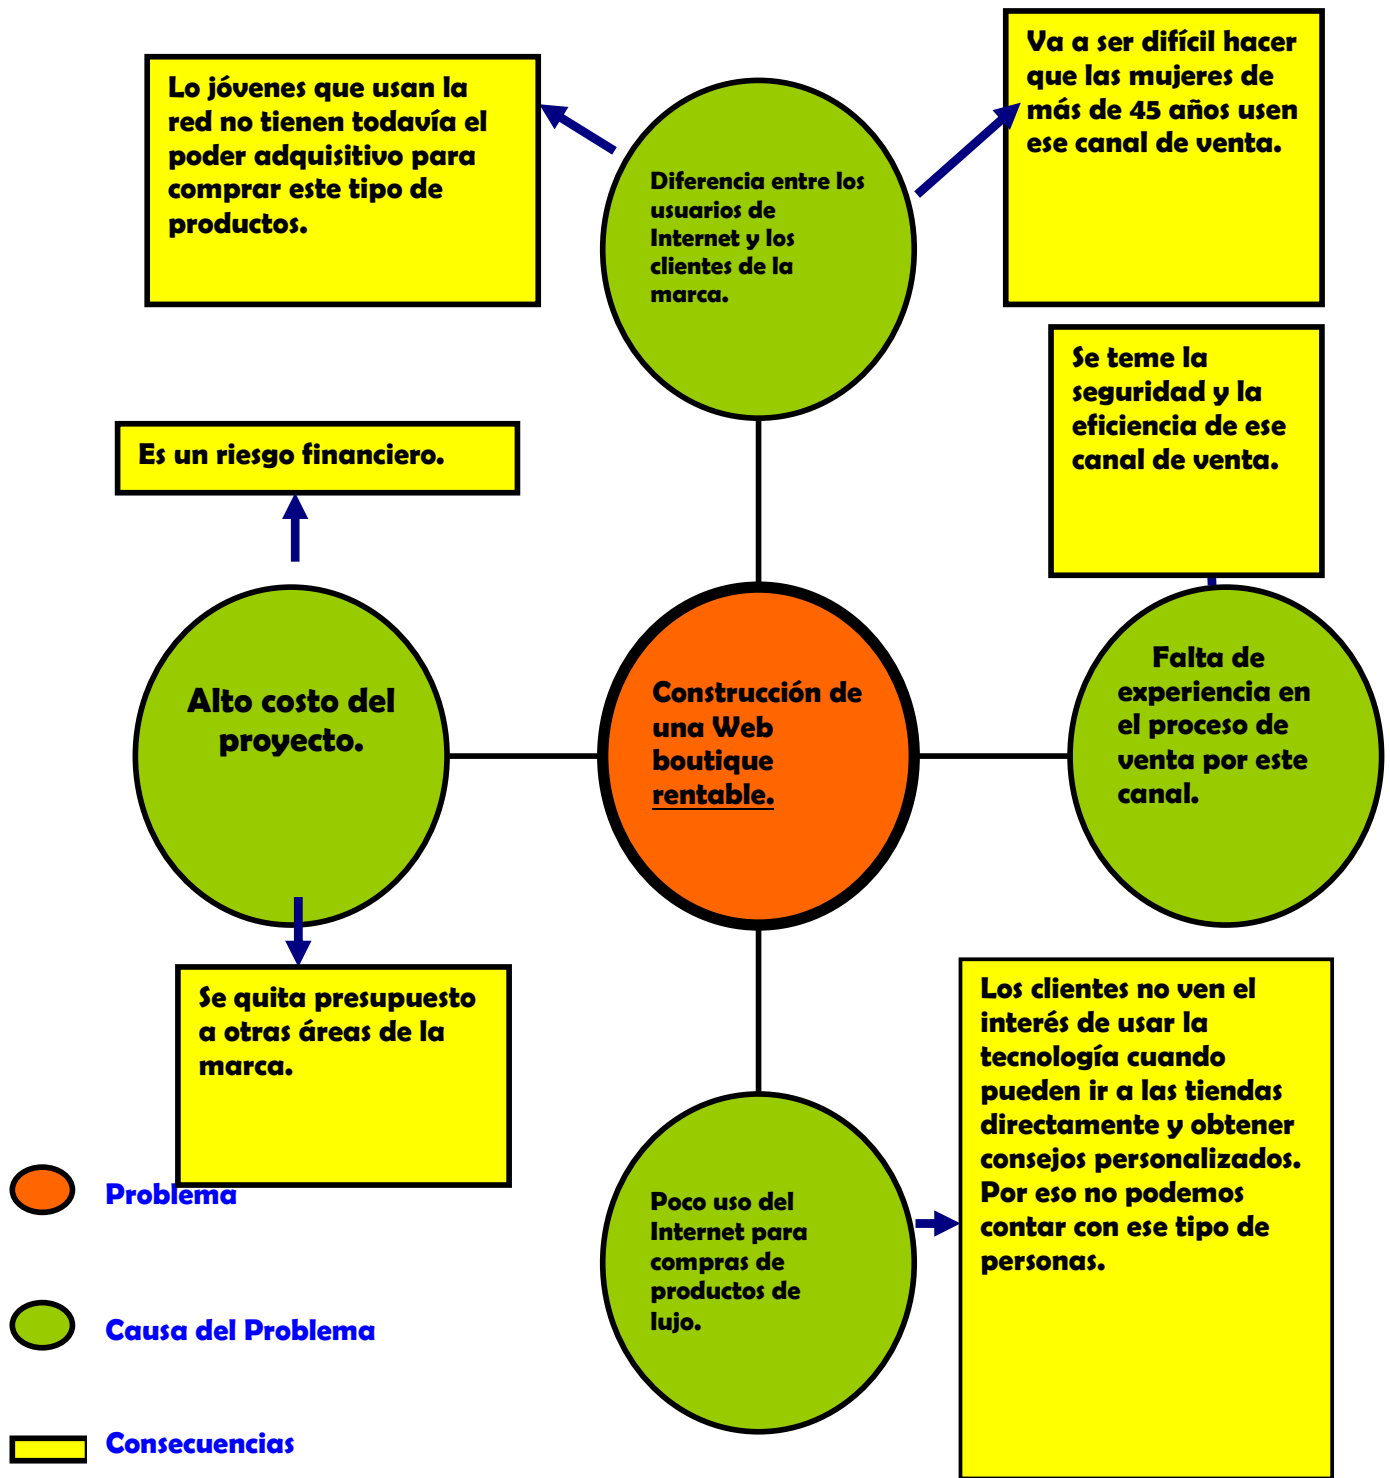 Lo jóvenes que usan la
red no tienen todavía el
poder adquisitivo para
comprar este tipo de
productos.
Va a ser difícil hacer
que las mujeres de
más de 45 años usen
ese canal de venta.
Diferencia entre los
usuarios de
Internet y los
clientes de la
marca.
Se teme la
seguridad y la
eficiencia de ese
canal de venta.
Es un riesgo financiero.
Alto costo del
proyecto.
Construcción de
una Web
boutique
rentable.
Falta de
experiencia en
el proceso de
venta por este
canal.
Se quita presupuesto
a otras áreas de la
marca.
Los clientes no ven el
interés de usar la
tecnología cuando
pueden ir a las tiendas
directamente y obtener
consejos personalizados.
Por eso no podemos
contar con ese tipo de
personas.
Poco uso del
Internet para
compras de
productos de
lujo.
Problema
Causa del Problema
Consecuencias